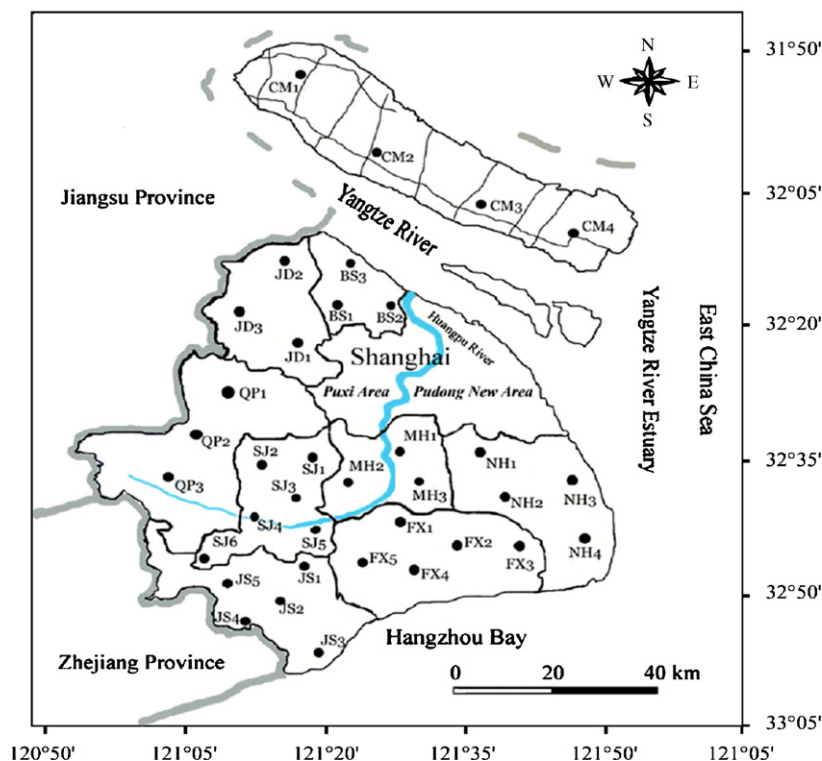 31°50'
N
W E
S
CM1
CM2
Jiangsu Province
32°05'
CM3
CM4
Yangtze River
JD2
BS3
BS1
BS2
JD3
JD1
Huangpu River
32°20'
Shanghai
Yangtze River Estuary
East China Sea
Puxi Area
Pudong New Area
QP1
QP2
MH1
SJ2
SJ1
MH2
NH1
32°35'
QP3
SJ3
MH3
NH2
NH3
SJ4
FX1
SJ5
SJ6
FX2
NH4
FX3
FX5
FX4
JS1
JS5
JS2
32°50'
JS4
JS3
Hangzhou Bay
Zhejiang Province
0 20 40 km
33°05'
120°50' 121°05' 121°20' 121°35' 121°50' 121°05'